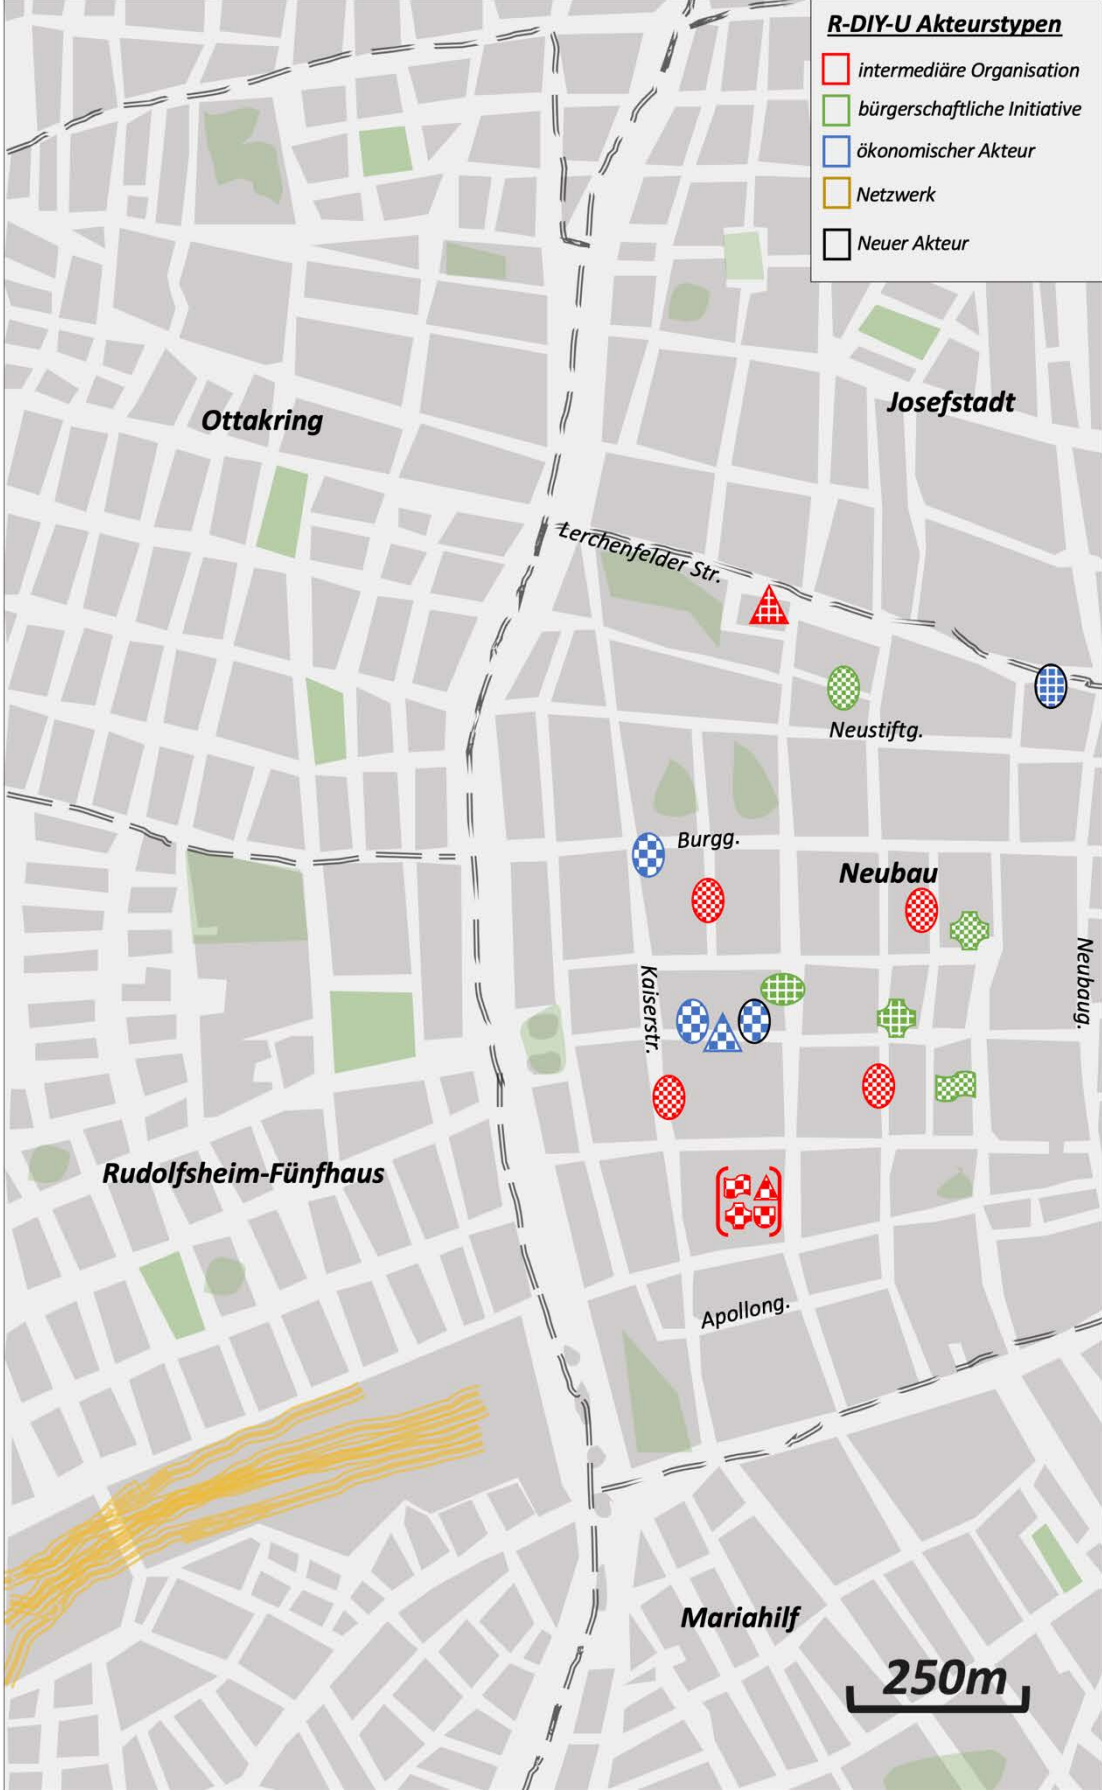 R-DIY-U Akteurstypen
intermediäre Organisation
bürgerschaftliche Initiative
ökonomischer Akteur
Netzwerk
Neuer Akteur
Josefstadt
Ottakring
Lerchenfelder Str.
Neustiftg.
Burgg.
Neubau
Kaiserstr.
Neubaug.
Rudolfsheim-Fünfhaus
Apollong.
Mariahilf
250m